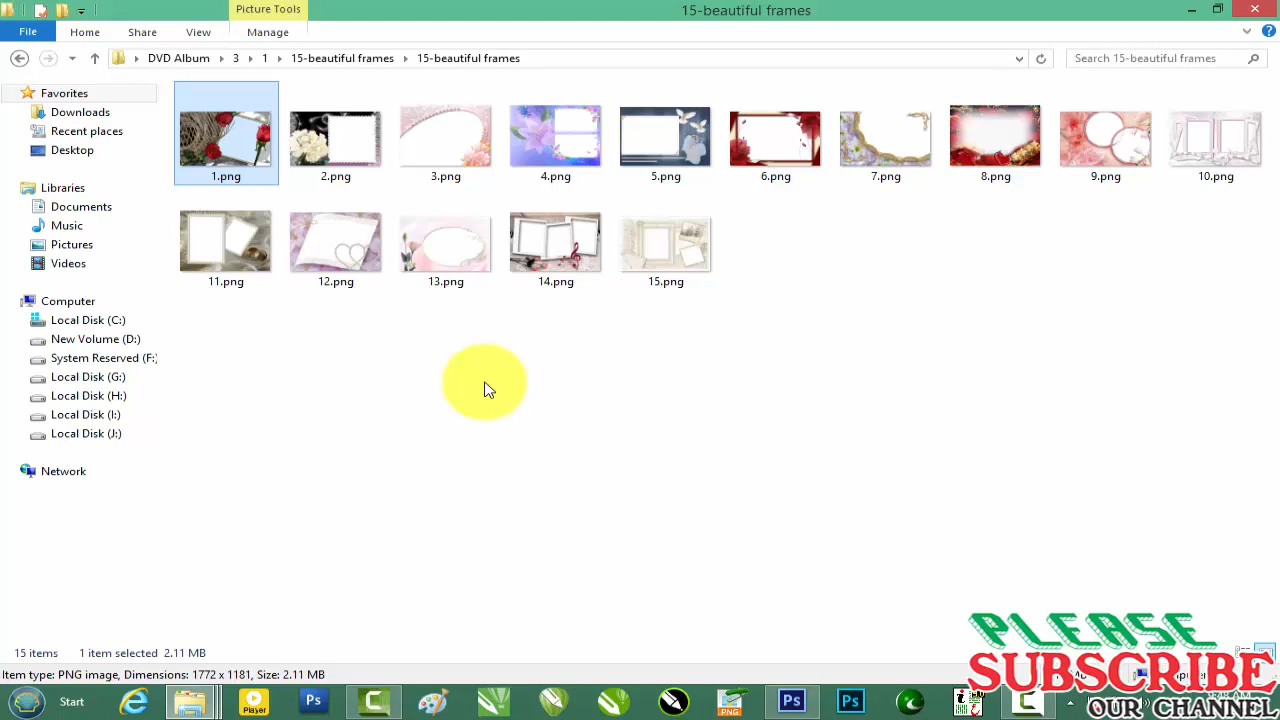 Picture Tools
15-beautiful frames
File
Home
Share
View
Manage
DVD Album
3
1
15-beautiful frames
15-beautiful frames
Search 15-beautiful frames
Favorites
Downloads
Recent places
Desktop
Libraries
Documents
Music
Pictures
Videos
Computer
Local Disk (C:)
New Volume (D:)
System Reserved (F:)
Local Disk (G:)
Local Disk (H:)
Local Disk (I:)
Local Disk (J:)
Network
1.png
2.png
3.png
4.png
5.png
6.png
7.png
8.png
9.png
10.png
11.png
12.png
13.png
14.png
15.png
15 items
1 item selected 2.11 MB
Item type: PNG image, Dimensions: 1772 x 1181, Size: 2.11 MB
Start
Player
Ps
PNG
Ps
Ps
PLEASE
SUBSCRIBE
OUR CHANNEL